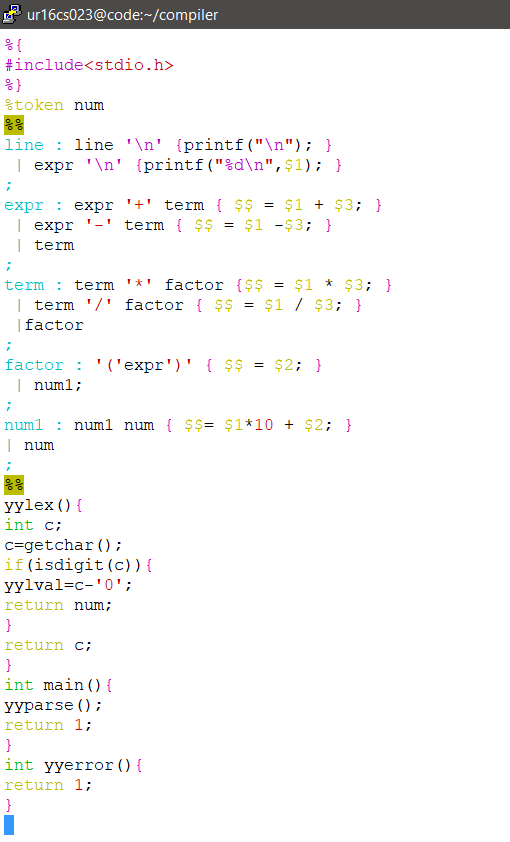 ur16cs023@code:~/compiler
%{
#include<stdio.h>
%}
%token num
%%
line : line '\n' {printf("\n"); }
 | expr '\n' {printf("%d\n",$1); }
;
expr : expr '+' term { $$ = $1 + $3; }
 | expr '-' term { $$ = $1 -$3; }
 | term
;
term : term '*' factor {$$ = $1 * $3; }
 | term '/' factor { $$ = $1 / $3; }
 |factor
;
factor : '('expr')' { $$ = $2; }
 | num1;
;
num1 : num1 num { $$= $1*10 + $2; }
| num
;
%%
yylex(){
int c;
c=getchar();
if(isdigit(c)){
yylval=c-'0';
return num;
}
return c;
}
int main(){
yyparse();
return 1;
}
int yyerror(){
return 1;
}